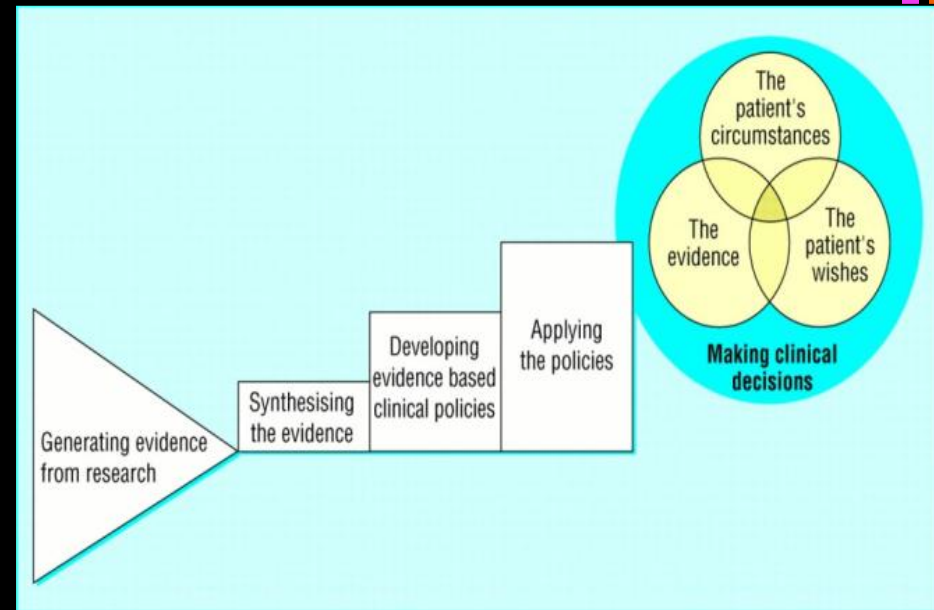 Generating evidence
from research
Synthesising
the evidence
Developing
evidence based
clinical policies
Applying
the policies
The
patient's
circumstances
The
evidence
The
patient's
wishes
Making clinical
decisions